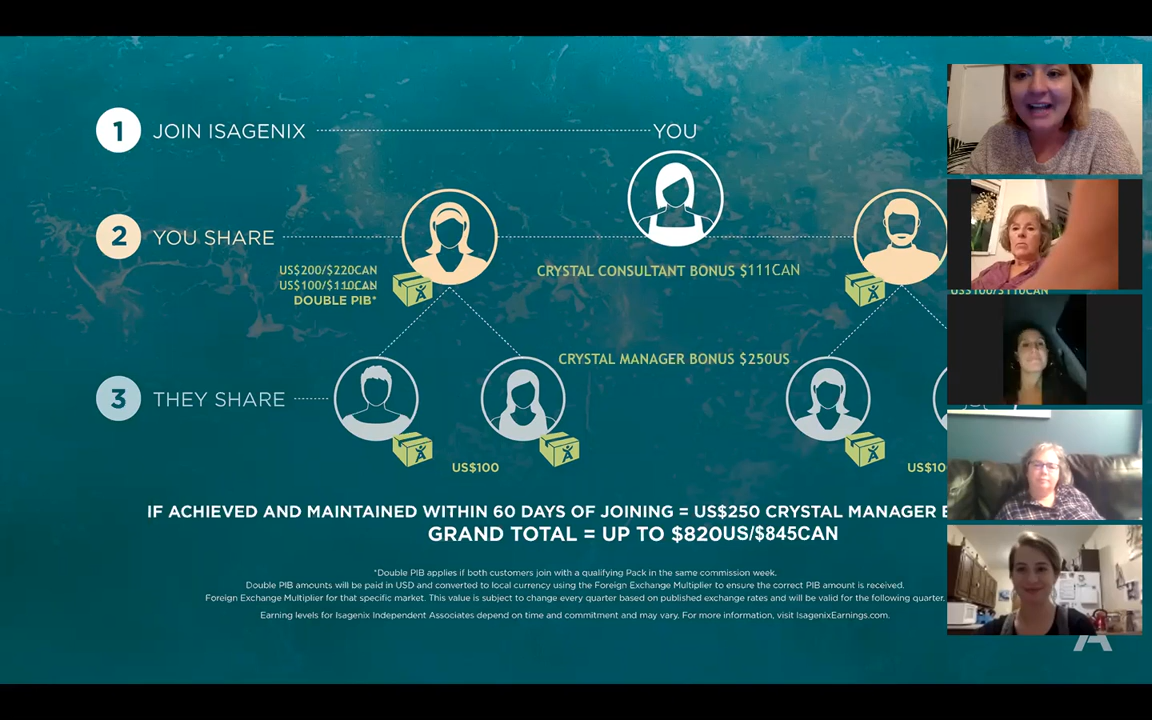 1 JOIN ISAGENIX YOU
2 YOU SHARE
US$200/$220CAN
US$100/$110CAN
DOUBLE PIB*
CRYSTAL CONSULTANT BONUS $111CAN
US$100/$110CAN
CRYSTAL MANAGER BONUS $250US
3 THEY SHARE
US$100
US$10
IF ACHIEVED AND MAINTAINED WITHIN 60 DAYS OF JOINING = US$250 CRYSTAL MANAGER
GRAND TOTAL = UP TO $820US/$845CAN
*Double PIB applies if both customers join with a qualifying Pack in the same commission week.
Double PIB amounts will be paid in USD and converted to local currency using the Foreign Exchange Multiplier to ensure the correct PIB amount is received.
Foreign Exchange Multiplier for that specific market. This value is subject to change every quarter based on published exchange rates and will be valid for the following quarter.
Earning levels for Isagenix Independent Associates depend on time and commitment and may vary. For more information, visit IsagenixEarnings.com.